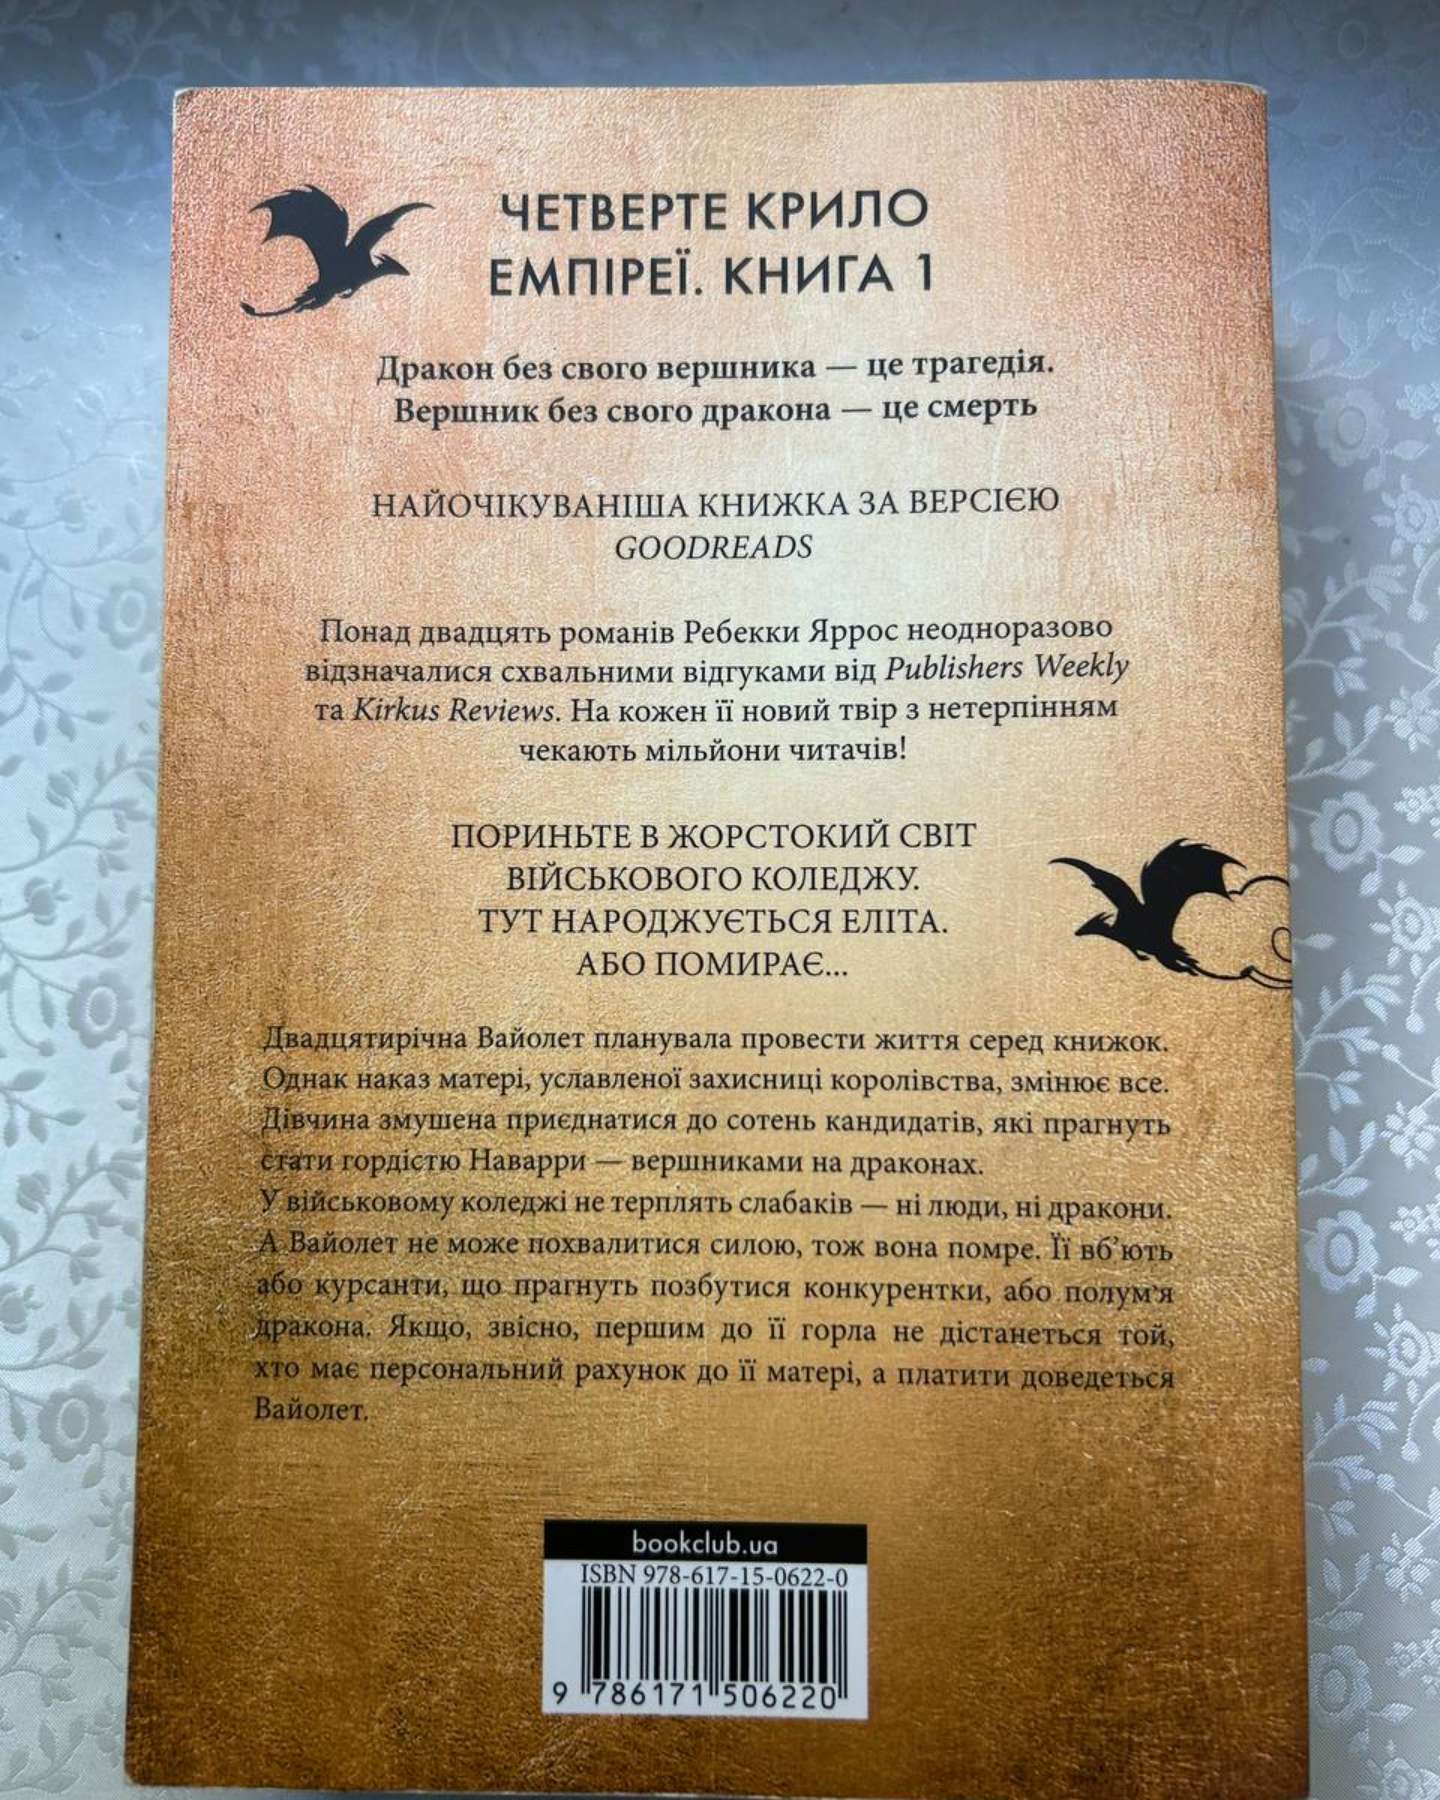 ЧЕТВЕРТЕ КРИЛО
ЕМПІРЕЇ. КНИГА 1
Дракон без свого вершника — це трагедія.
Вершник без свого дракона — це смерть
НАЙОЧІКУВАНІША КНИЖКА ЗА ВЕРСІЄЮ
GOODREADS
Понад двадцять романів Ребекки Яррос неодноразово
відзначалися схвальними відгуками від Publishers Weekly
та Kirkus Reviews. На кожен її новий твір з нетерпінням
чекають мільйони читачів!
ПОРИНЬТЕ В ЖОРСТОКИЙ СВІТ
ВІЙСЬКОВОГО КОЛЕДЖУ.
ТУТ НАРОДЖУЄТЬСЯ ЕЛІТА.
АБО ПОМИРАЄ...
Двадцятирічна Вайолет планувала провести життя серед книжок.
Однак наказ матері, уславленої захисниці королівства, змінює все.
Дівчина змушена приєднатися до сотень кандидатів, які прагнуть
стати гордістю Наварри — вершниками на драконах.
У військовому коледжі не терплять слабаків — ні люди, ні дракони.
А Вайолет не може похвалитися силою, тож вона помре. Її вб’ють
або курсанти, що прагнуть позбутися конкурентки, або полум’я
дракона. Якщо, звісно, першим до її горла не дістанеться той,
хто має персональний рахунок до її матері, а платити доведеться
Вайолет.
bookclub.ua
ISBN 978-617-15-0622-0
9 786171 506220